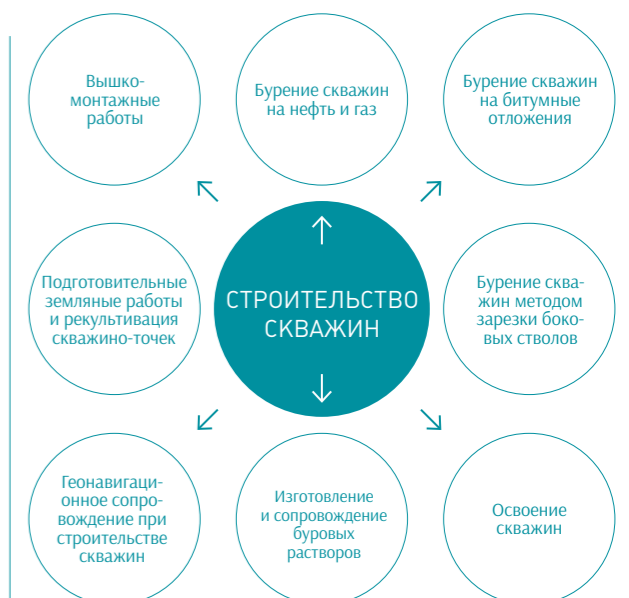 Вышко-
монтажные
работы
Бурение скважин
на нефть и газ
Бурение скважин
на битумные
отложения
Подготовительные
земляные работы
и рекультивация
скважино-точек
СТРОИТЕЛЬСТВО
СКВАЖИН
Бурение сква-
жин методом
зарезки боко-
вых стволов
Геонавигаци-
онное сопро-
вождение при
строительстве
скважин
Изготовление
и сопровождение
буровых
растворов
Освоение
скважин